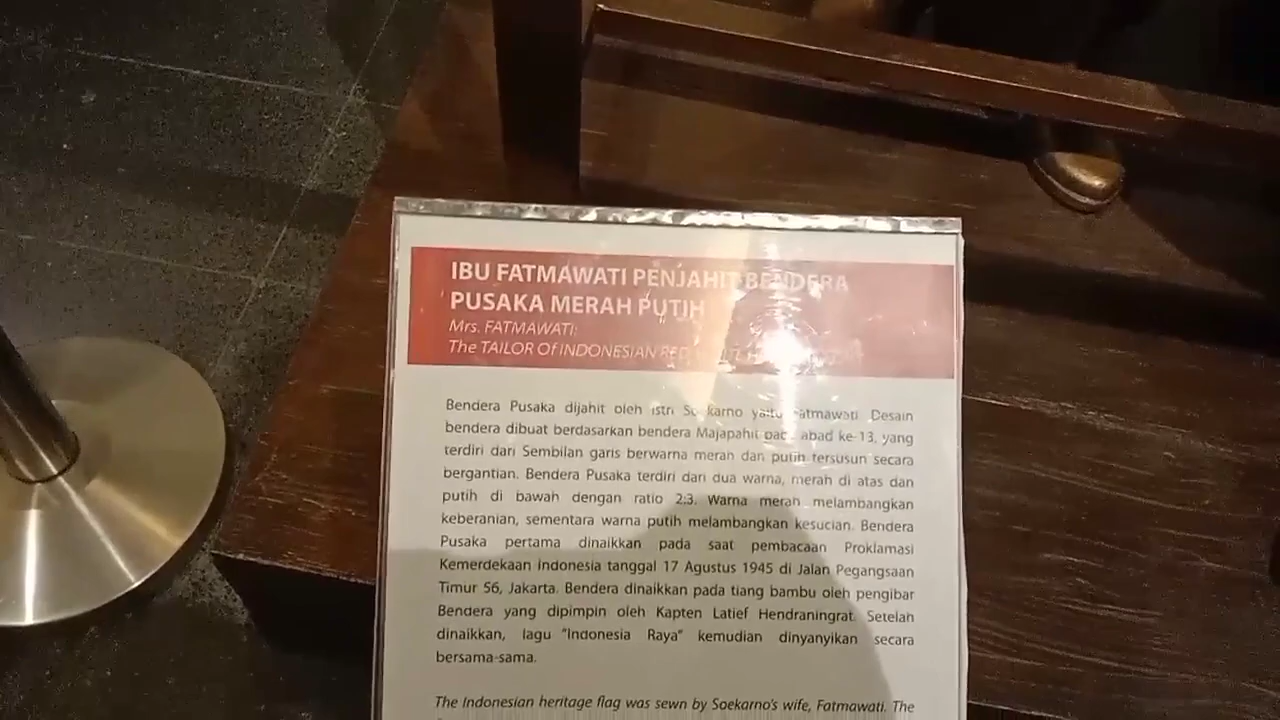 IBU FATMAWATI PENJAHIT BENDERA
PUSAKA MERAH PUTIH
Mrs. FATMAWATI:
The TAILOR Of INDONESIAN RED
Bendera Pusaka dijahit oleh istri Soekarno yaitu Fatmawati. Desain
bendera dibuat berdasarkan bendera Majapahit pada abad ke-13, yang
terdiri dari Sembilan garis berwarna merah dan putih tersusun secara
bergantian. Bendera Pusaka terdiri dari dua warna, merah di atas dan
putih di bawah dengan ratio 2:3. Warna merah melambangkan
keberanian, sementara warna putih melambangkan kesucian. Bendera
Pusaka pertama dinaikkan pada saat pembacaan Proklamasi
Kemerdekaan Indonesia tanggal 17 Agustus 1945 di Jalan Pegangsaan
Timur 56, Jakarta. Bendera dinaikkan pada tiang bambu oleh pengibar
Bendera yang dipimpin oleh Kapten Latief Hendraningrat. Setelah
dinaikkan, lagu "Indonesia Raya" kemudian dinyanyikan secara
bersama-sama.
The Indonesian heritage flag was sewn by Soekarno's wife, Fatmawati. The